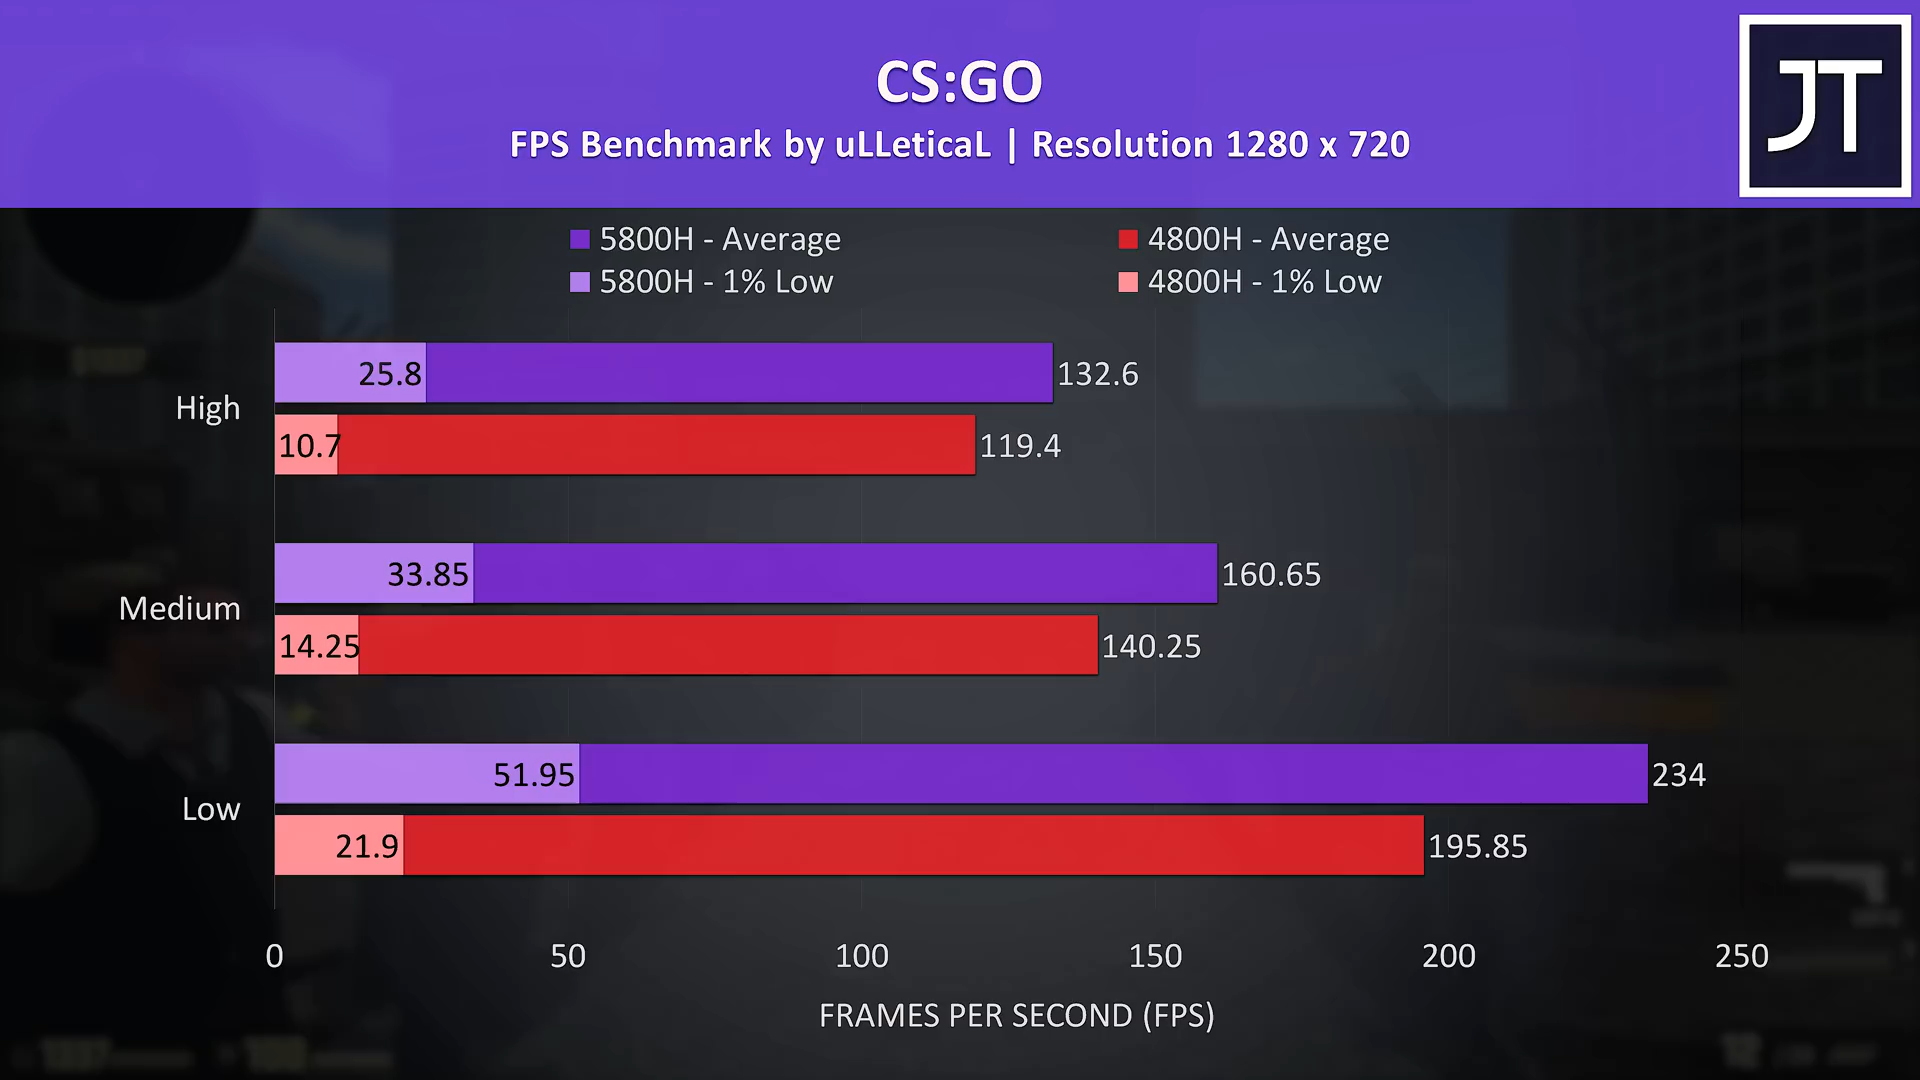 CS:GO
FPS Benchmark by uLLeticaL | Resolution 1280 x 720
JT
5800H - Average
4800H - Average
5800H - 1% Low
4800H - 1% Low
High
25.8
132.6
10.7
119.4
Medium
33.85
160.65
14.25
140.25
Low
51.95
234
21.9
195.85
0 50 100 150 200 250
FRAMES PER SECOND (FPS)